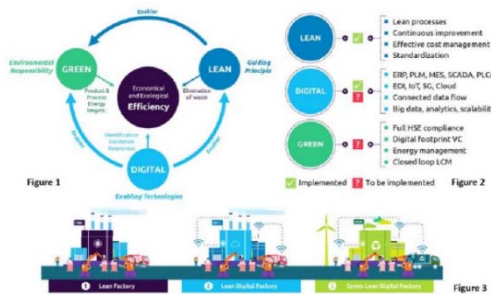 Enabler
Environmental
Responsibility
GREEN
Product &
Process
Energy
Economical
and Ecological
Efficiency
LEAN
Guiding
Principle
Elimination
of waste
Enabler
Identification
Validation
Enabler
DIGITAL
Enabling Technologies
Figure 1
LEAN
Lean processes
Continuous improvement
Effective cost management
Standardization
DIGITAL
ERP, PLM, MES, SCADA, PLC
EDI, IoT, 5G, Cloud
Connected data flow
Big data, analytics, scalabilit
GREEN
Full HSE compliance
Digital footprint VC
Energy management
Closed loop LCM
Implemented
? To be implemented
Figure 2
1 Lean Factory
2 Lean Digital Factory
3 Green Lean Digital Factory
Figure 3